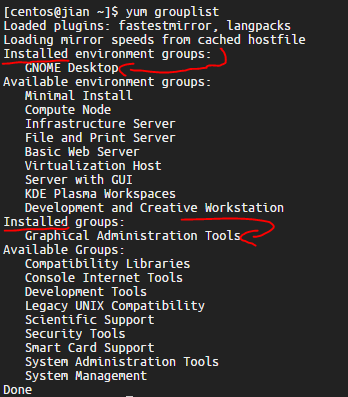 [centos@jian ~]$ yum grouplist
Loaded plugins: fastestmirror, langpacks
Loading mirror speeds from cached hostfile
Installed environment groups:
   GNOME Desktop
Available environment groups:
   Minimal Install
   Compute Node
   Infrastructure Server
   File and Print Server
   Basic Web Server
   Virtualization Host
   Server with GUI
   KDE Plasma Workspaces
   Development and Creative Workstation
Installed groups:
   Graphical Administration Tools
Available Groups:
   Compatibility Libraries
   Console Internet Tools
   Development Tools
   Legacy UNIX Compatibility
   Scientific Support
   Security Tools
   Smart Card Support
   System Administration Tools
   System Management
Done